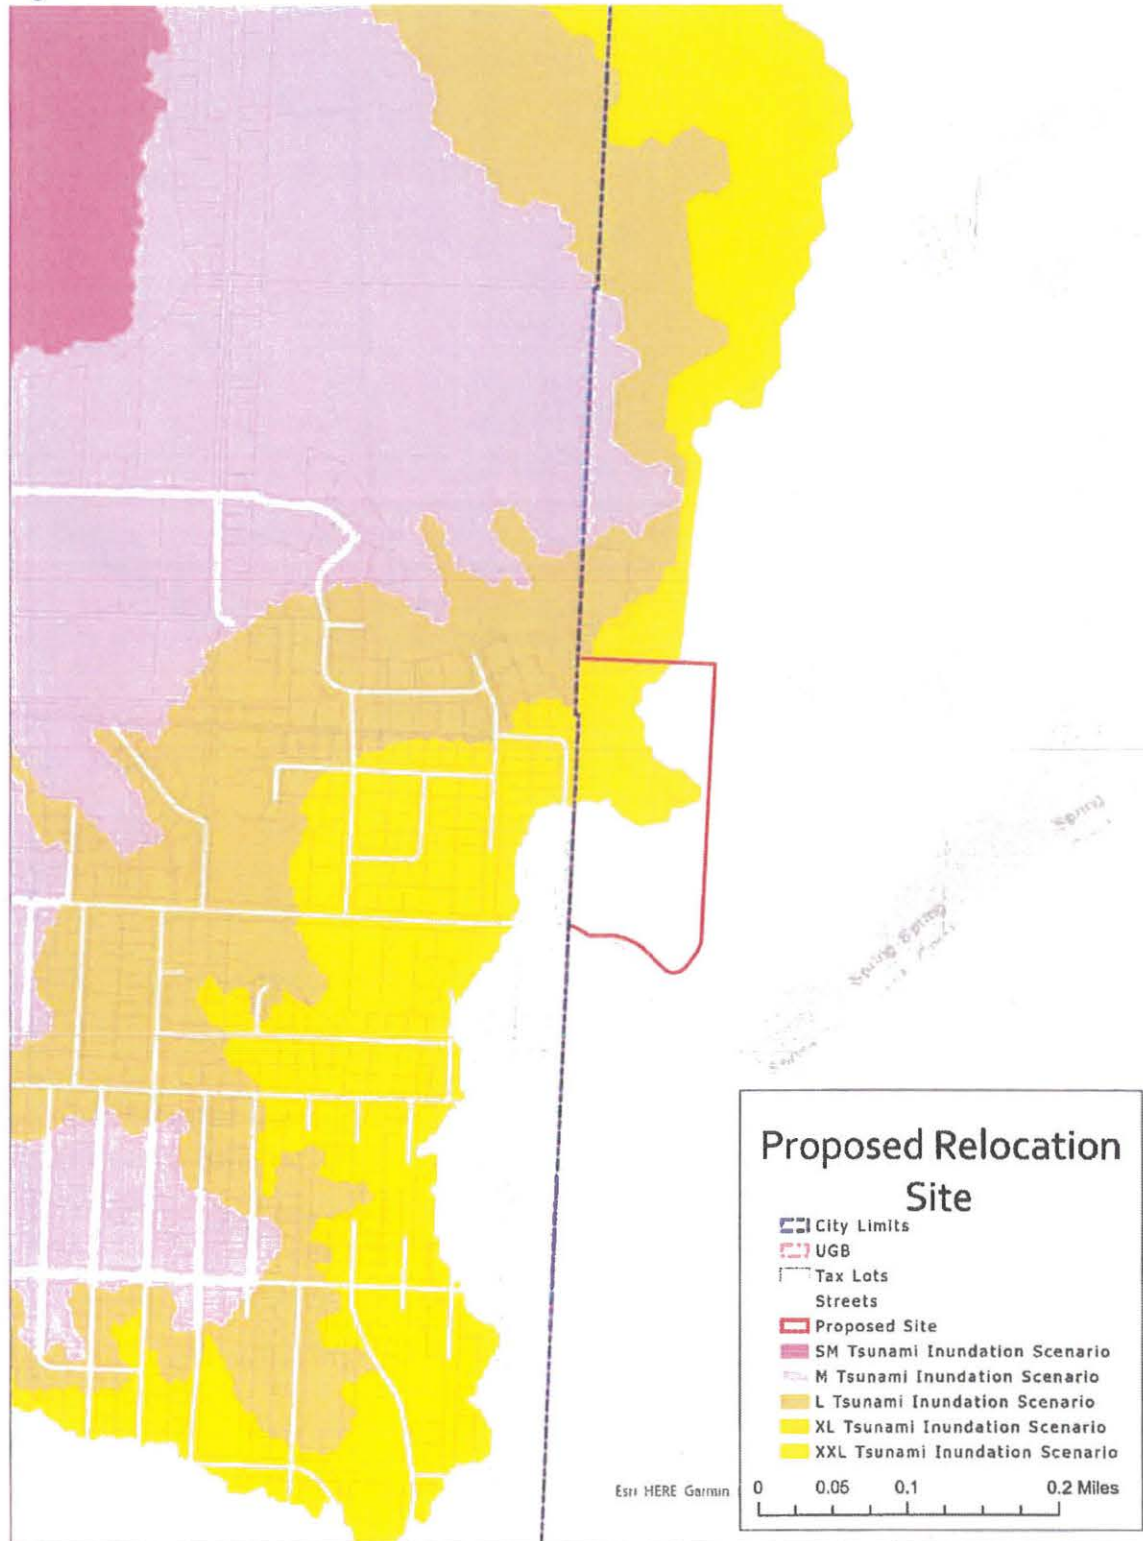 Proposed Relocation
Site
City Limits
UGB
Tax Lots
Streets
Proposed Site
SM Tsunami Inundation Scenario
M Tsunami Inundation Scenario
L Tsunami Inundation Scenario
XL Tsunami Inundation Scenario
XXL Tsunami Inundation Scenario
Esri HERE Garmin
0 0.05 0.1 0.2 Miles